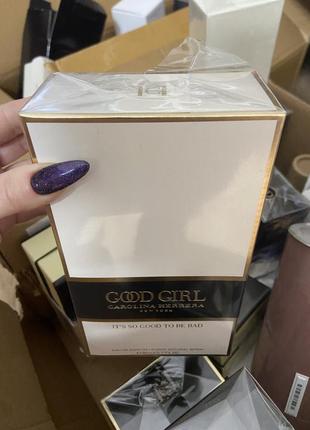 GOOD GIRL
CAROLINA HERRERA
NEW YORK
IT'S SO GOOD TO BE BAD